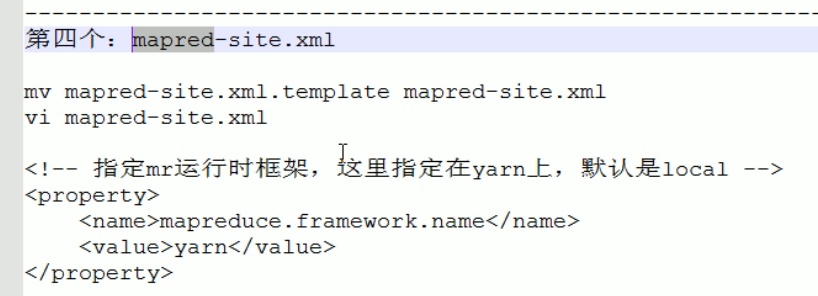 第四个：mapred-site.xml
mv mapred-site.xml.template mapred-site.xml
vi mapred-site.xml
<!-- 指定mr运行时框架，这里指定在yarn上，默认是local -->
<property>
    <name>mapreduce.framework.name</name>
    <value>yarn</value>
</property>